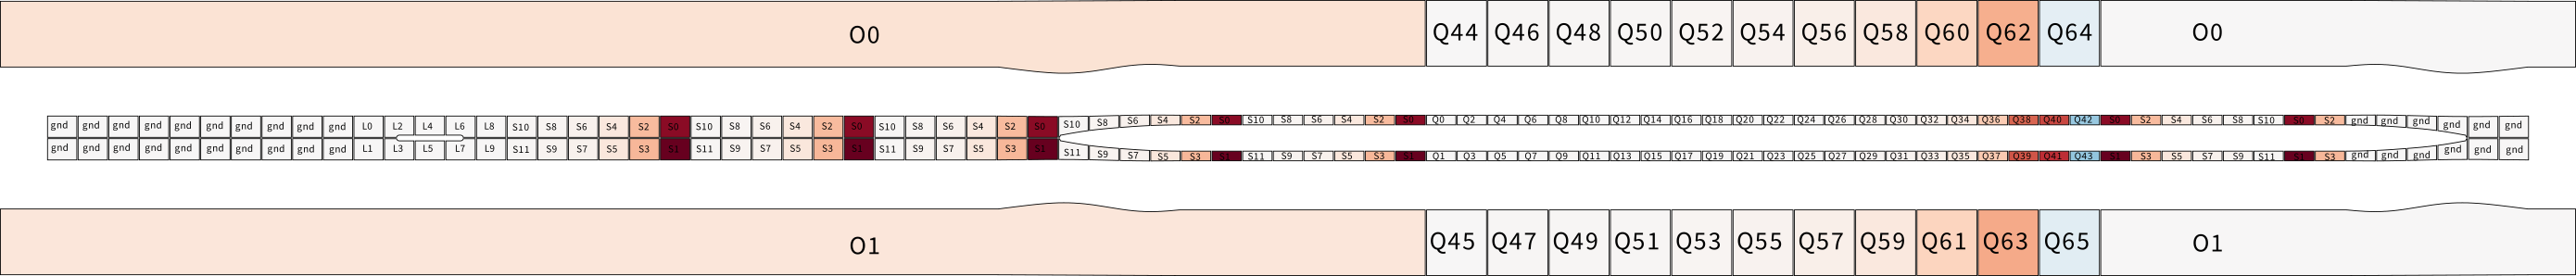 O0 Q44 Q46 Q48 Q50 Q52 Q54 Q56 Q58 Q60 Q62 Q64 O0
gnd gnd gnd gnd gnd gnd gnd gnd gnd gnd L0 L2 L4 L6 L8 S10 S8 S6 S4 S2 S0 S10 S8 S6 S4 S2 S0 S10 S8 S6 S4 S2 S0 S10 S8 S6 S4 S2 S0 S10 S8 S6 S4 S2 S0 Q0 Q2 Q4 Q6 Q8 Q10 Q12 Q14 Q16 Q18 Q20 Q22 Q24 Q26 Q28 Q30 Q32 Q34 Q36 Q38 Q40 Q42 S0 S2 S4 S6 S8 S10 S0 S2 gnd gnd gnd gnd gnd gnd
gnd gnd gnd gnd gnd gnd gnd gnd gnd gnd L1 L3 L5 L7 L9 S11 S9 S7 S5 S3 S1 S11 S9 S7 S5 S3 S1 S11 S9 S7 S5 S3 S1 S11 S9 S7 S5 S3 S1 S11 S9 S7 S5 S3 S1 Q1 Q3 Q5 Q7 Q9 Q11 Q13 Q15 Q17 Q19 Q21 Q23 Q25 Q27 Q29 Q31 Q33 Q35 Q37 Q39 Q41 Q43 S1 S3 S5 S7 S9 S11 S1 S3 gnd gnd gnd gnd gnd gnd
O1 Q45 Q47 Q49 Q51 Q53 Q55 Q57 Q59 Q61 Q63 Q65 O1